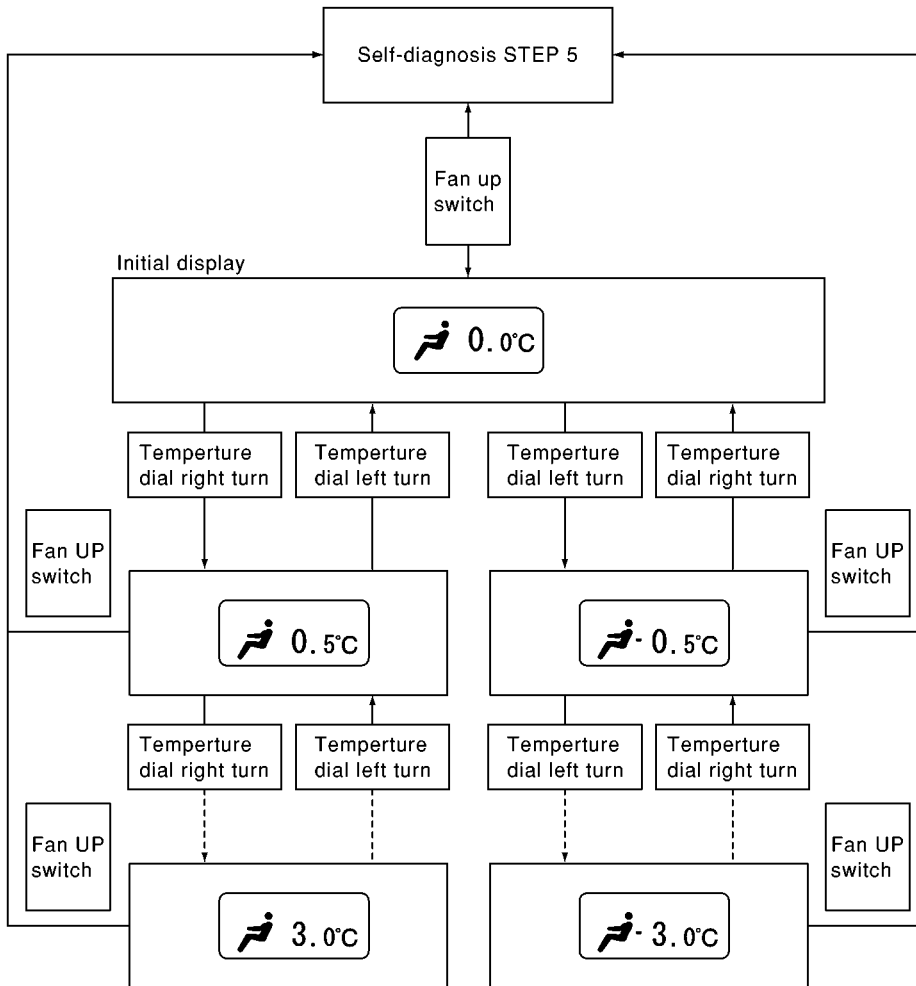 Self-diagnosis STEP 5
Fan up
switch
Initial display
0.0°C
Temperture
dial right turn
Temperture
dial left turn
Temperture
dial left turn
Temperture
dial right turn
Fan UP
switch
Fan UP
switch
0.5°C
- 0.5°C
Temperture
dial right turn
Temperture
dial left turn
Temperture
dial left turn
Temperture
dial right turn
Fan UP
switch
Fan UP
switch
3.0°C
- 3.0°C